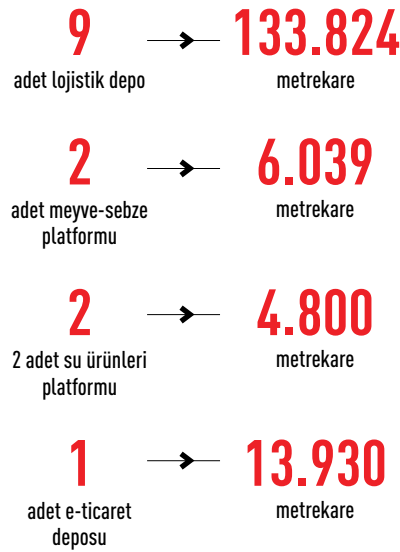 9
133.824
adet lojistik depo
metrekare
2
6.039
adet meyve-sebze
platformu
metrekare
2
4.800
2 adet su ürünleri
platformu
metrekare
1
13.930
adet e-ticaret
deposu
metrekare